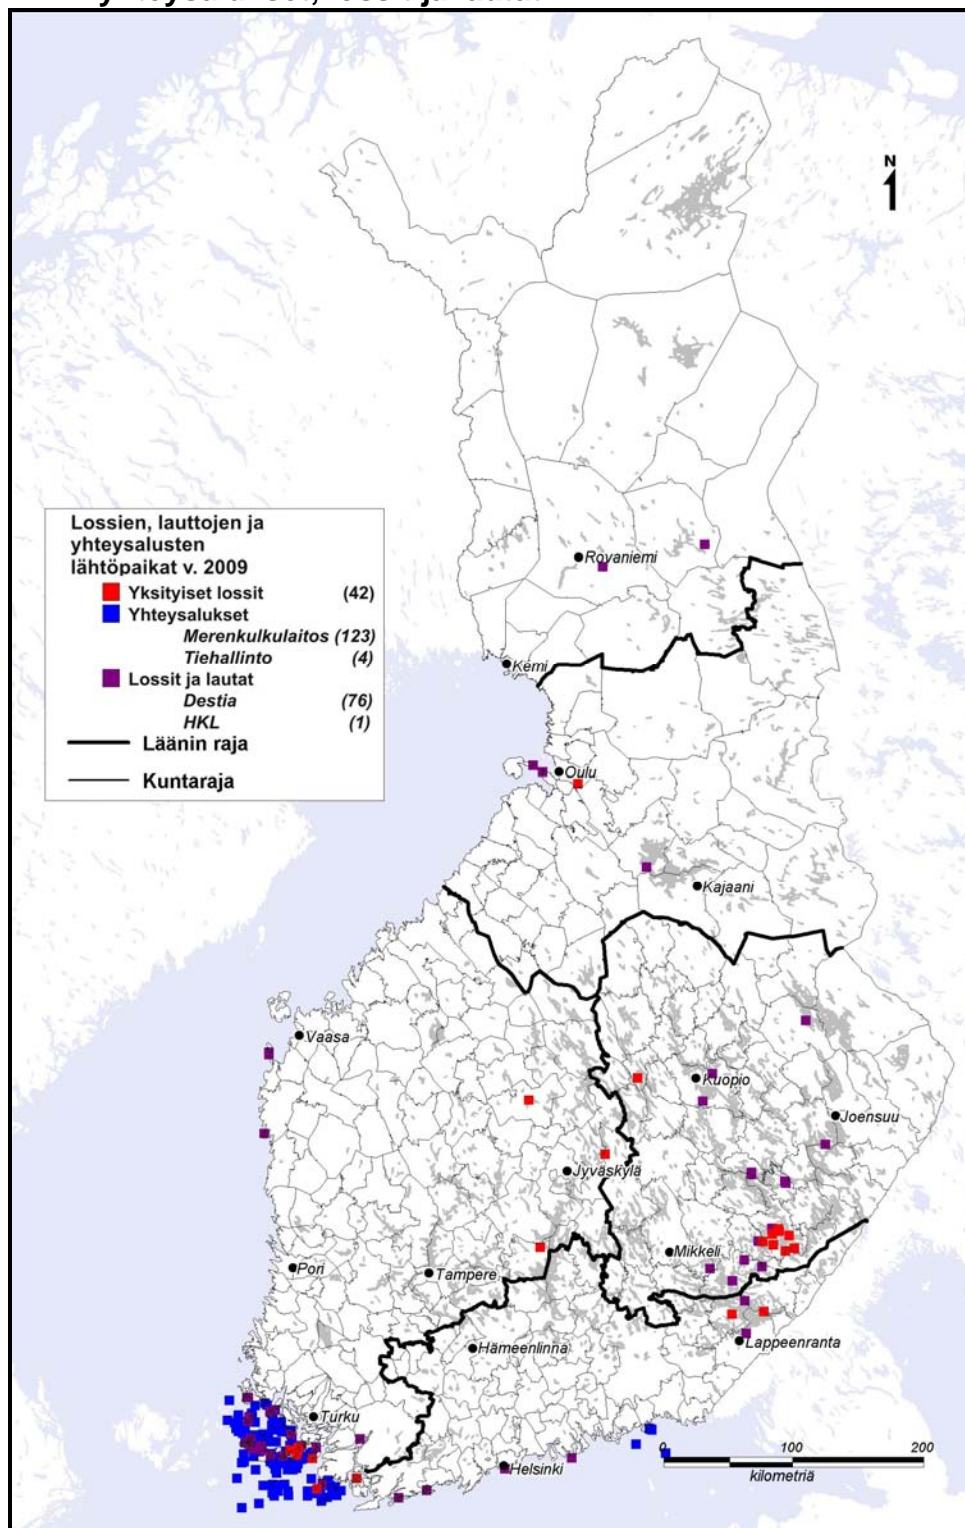 N
Lossien, lauttojen ja
yhteysalusten
lähtöpaikat v. 2009
Yksityiset lossit (42)
Yhteysalukset
Merenkulkulaitos (123)
Tiehallinto (4)
Lossit ja lautat
Destia (76)
HKL (1)
Läänin raja
Kuntaraja
Rovaniemi
Kemi
Oulu
Kajaani
Vaasa
Kuopio
Joensuu
Jyväskylä
Mikkeli
Pori
Tampere
Lappeenranta
Hämeenlinna
Turku
Helsinki
0 100 200
kilometriä